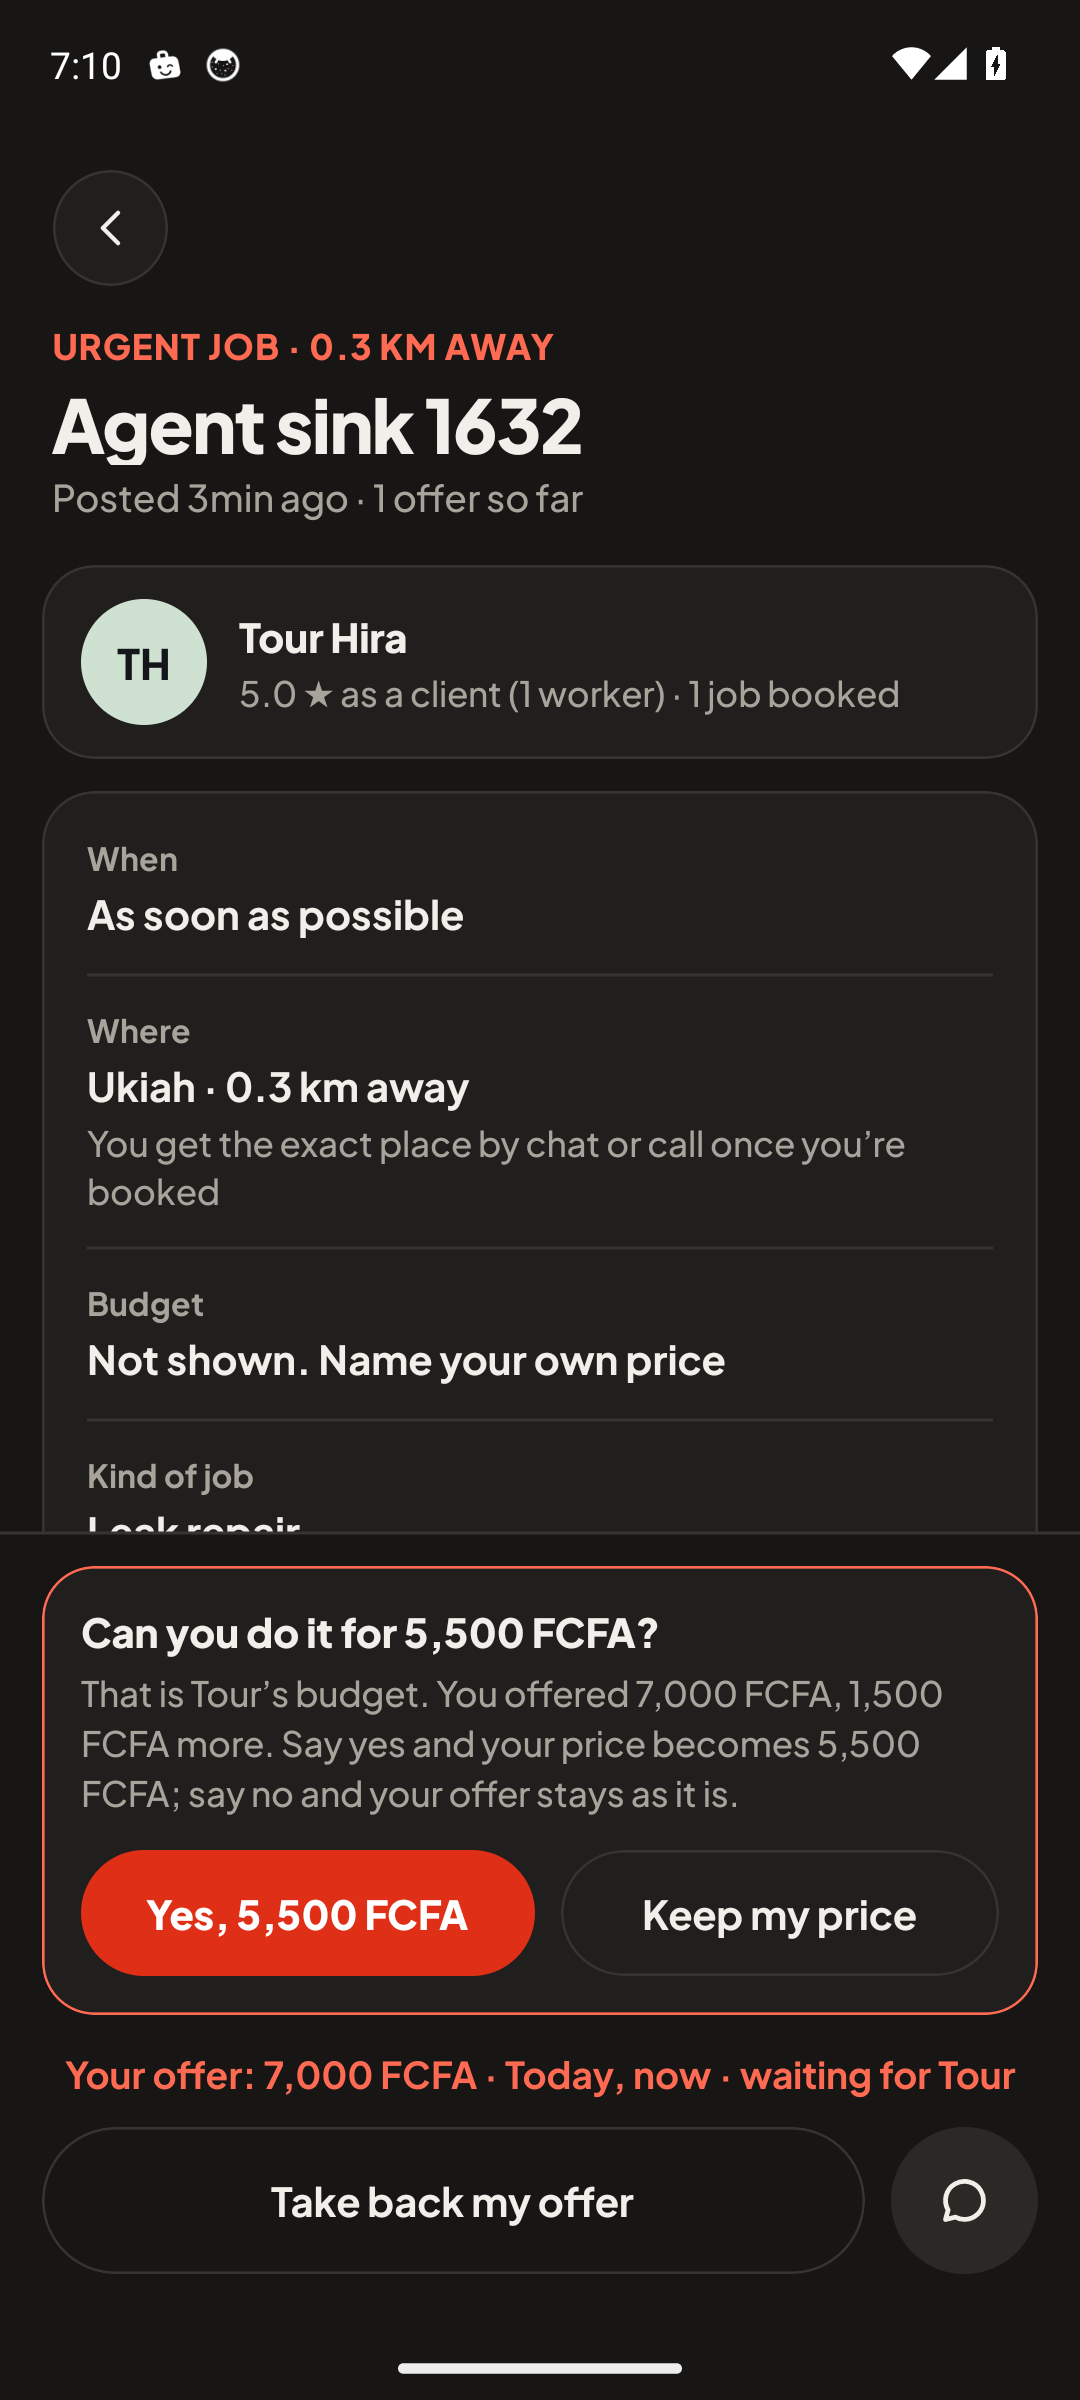 7:10
URGENT JOB · 0.3 KM AWAY
Agent sink 1632
Posted 3min ago · 1 offer so far
TH
Tour Hira
5.0 ★ as a client (1 worker) · 1 job booked
When
As soon as possible
Where
Ukiah · 0.3 km away
You get the exact place by chat or call once you’re
booked
Budget
Not shown. Name your own price
Kind of job
Leak repair
Can you do it for 5,500 FCFA?
That is Tour’s budget. You offered 7,000 FCFA, 1,500
FCFA more. Say yes and your price becomes 5,500
FCFA; say no and your offer stays as it is.
Yes, 5,500 FCFA
Keep my price
Your offer: 7,000 FCFA · Today, now · waiting for Tour
Take back my offer